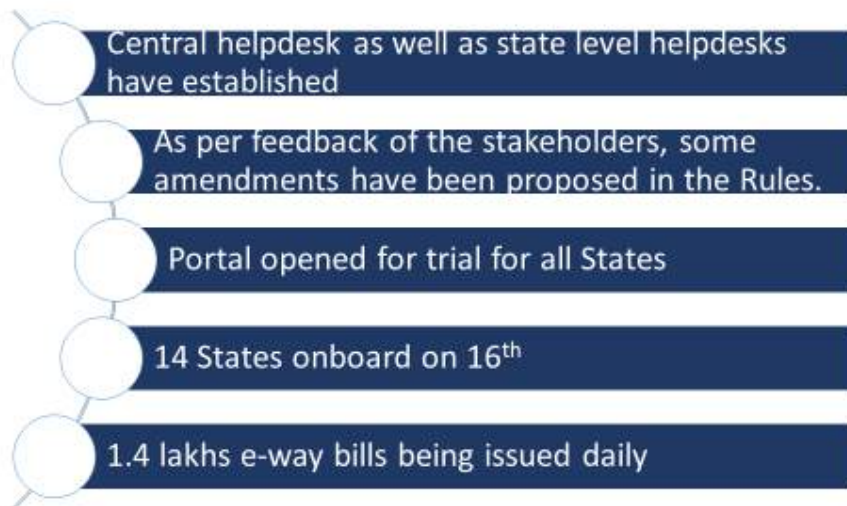 Central helpdesk as well as state level helpdesks
have established
As per feedback of the stakeholders, some
amendments have been proposed in the Rules.
Portal opened for trial for all States
14 States onboard on 16th
1.4 lakhs e-way bills being issued daily